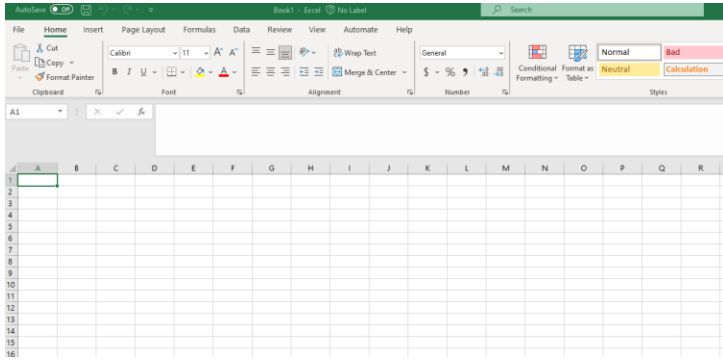 AutoSave Off Book1 - Excel No Label Search
File Home Insert Page Layout Formulas Data Review View Automate Help
Paste Cut Calibri 11 A^ Aˇ Wrap Text General Conditional Formatting Format as Table Normal Bad
Copy
Format Painter B I U A Merge & Center $ % 9 Neutral Calculation
Clipboard Font Alignment Number Styles
A1 fx
A B C D E F G H I J K L M N O P Q R
1
2
3
4
5
6
7
8
9
10
11
12
13
14
15
16